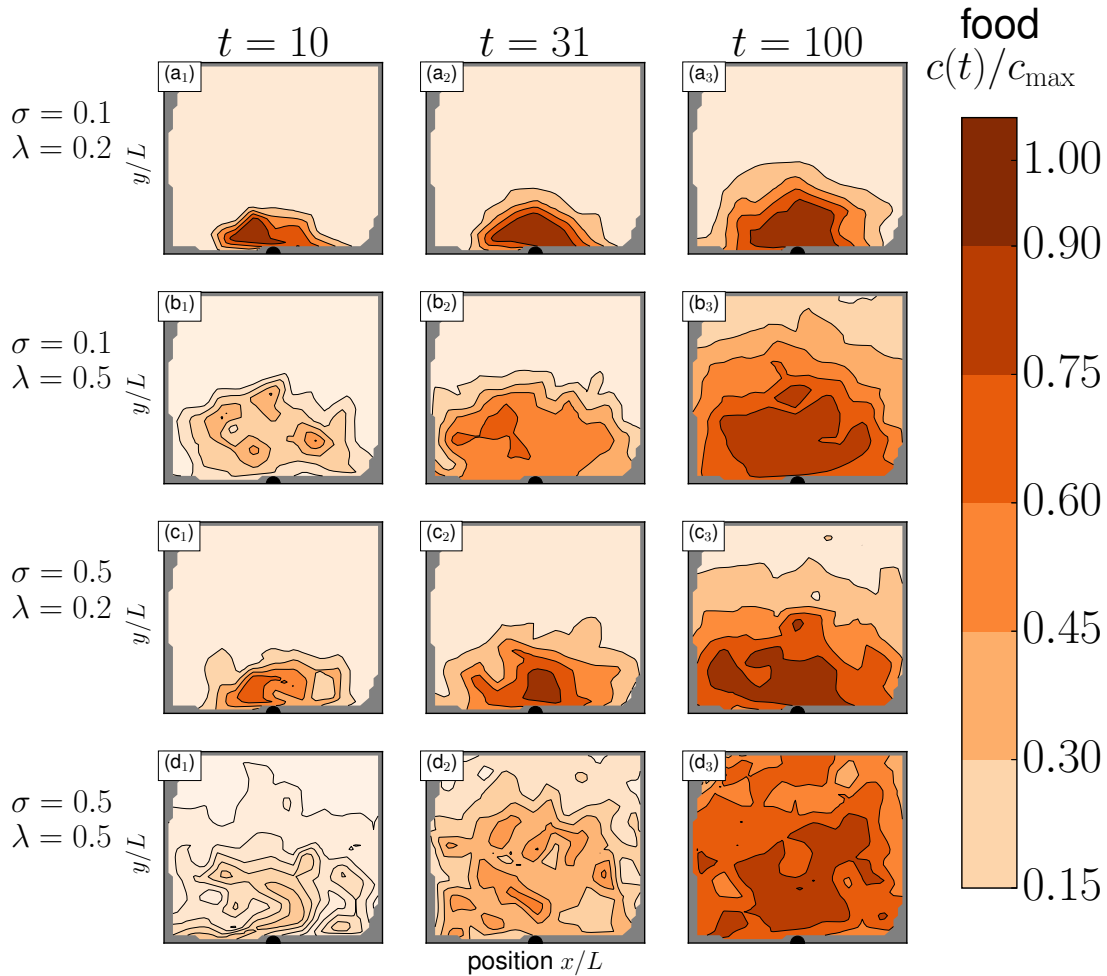 t = 10 t = 31 t = 100 food
c(t)/c_max
σ = 0.1
λ = 0.2
y/L
(a₁) (a₂) (a₃)
σ = 0.1
λ = 0.5
y/L
(b₁) (b₂) (b₃)
σ = 0.5
λ = 0.2
y/L
(c₁) (c₂) (c₃)
σ = 0.5
λ = 0.5
y/L
(d₁) (d₂) (d₃)
position x/L
1.00
0.90
0.75
0.60
0.45
0.30
0.15